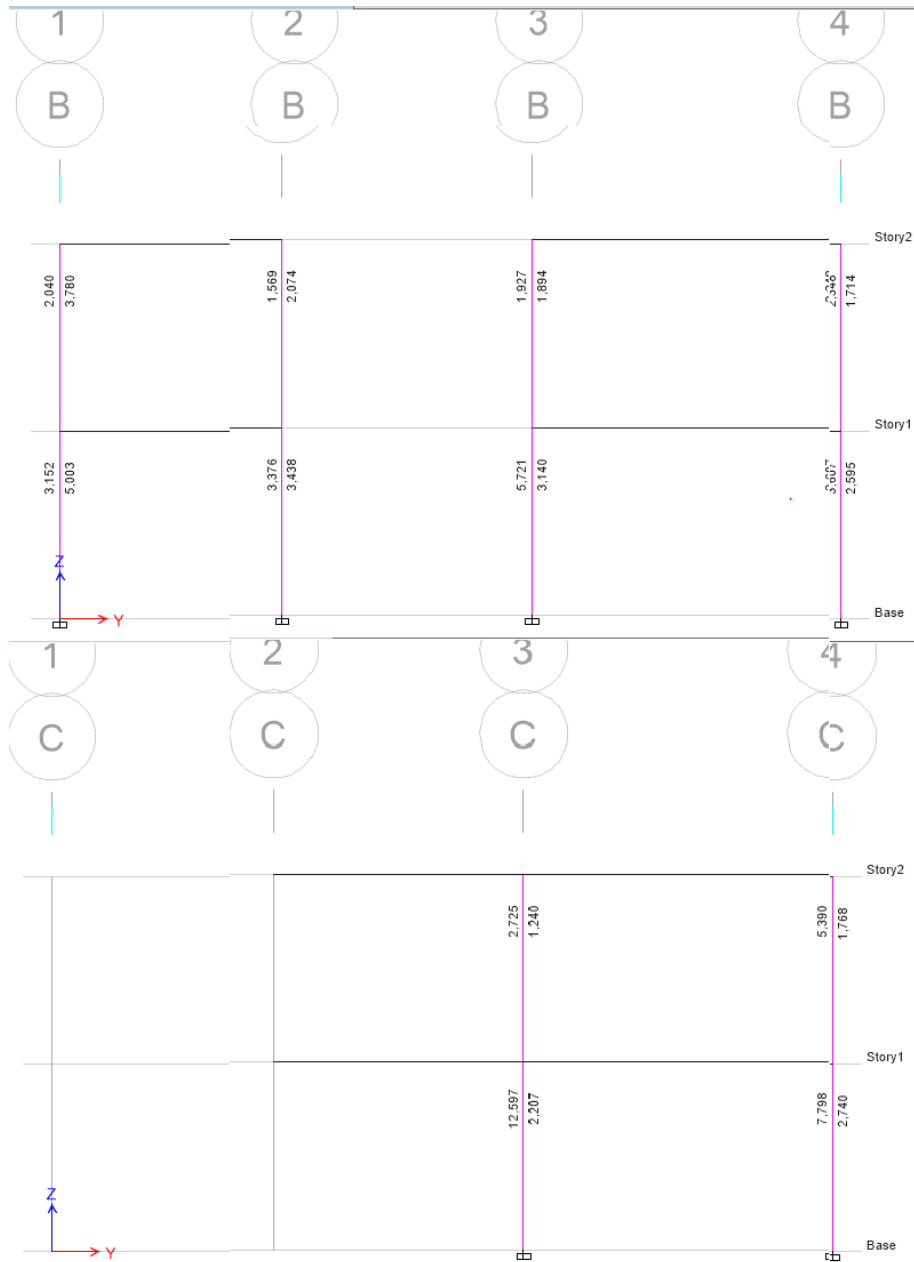 1 2 3 4
B B B B
Story2
2,040 3,780 1,569 2,074 1,927 1,894 1,714
Story1
3,152 5,003 3,376 3,438 5,721 3,140 2,595
Z
Y
Base
1 2 3 4
C C C C
Story2
2,725 1,240 5,390 1,768
Story1
12,597 2,207 7,798 2,740
Z
Y
Base